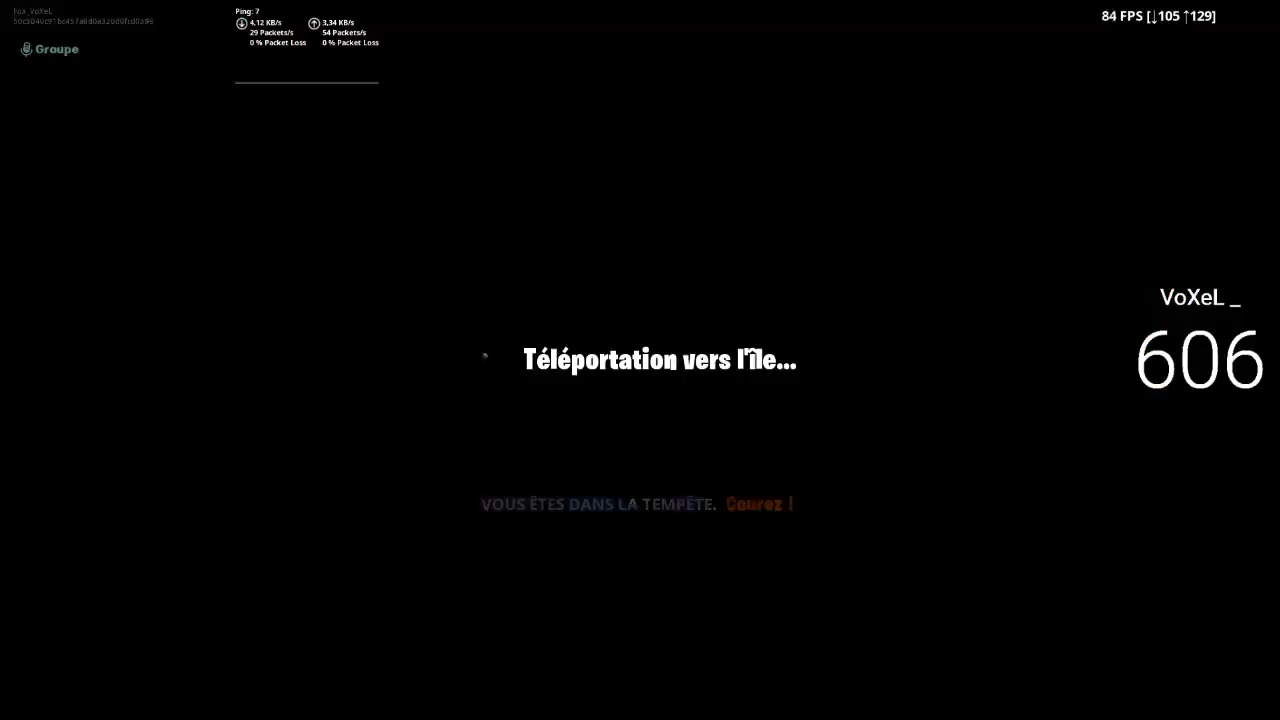 Fox_VoXeL
Ping: 7
4,12 KB/s
3,34 KB/s
29 Packets/s
54 Packets/s
0 % Packet Loss
0 % Packet Loss
84 FPS [↓105 ↑129]
Groupe
VoXeL _
606
Téléportation vers l'île...
VOUS ÊTES DANS LA TEMPÊTE. Courez !